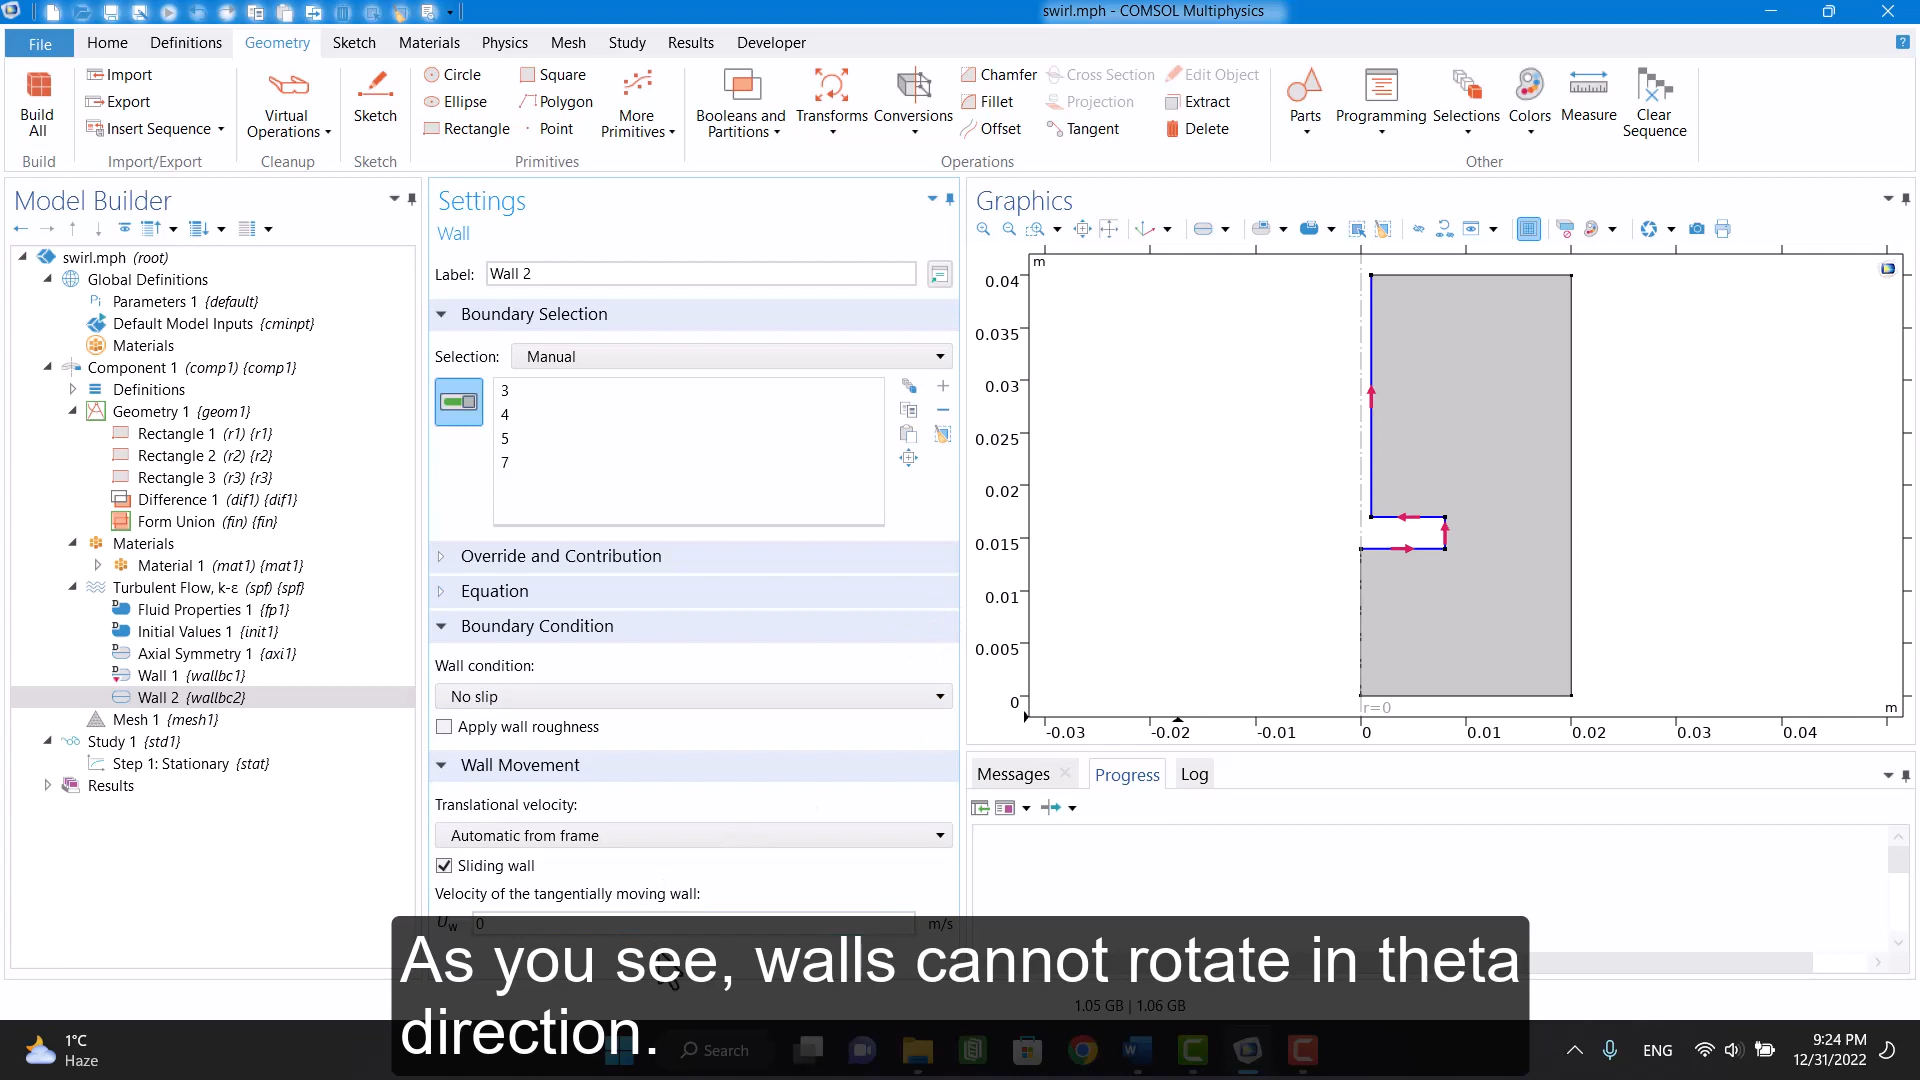 swirl.mph - COMSOL Multiphysics
File
Home
Definitions
Geometry
Sketch
Materials
Physics
Mesh
Study
Results
Developer
Build All
Build
Import
Export
Insert Sequence
Import/Export
Virtual Operations
Cleanup
Sketch
Sketch
Circle
Ellipse
Rectangle
Square
Polygon
Point
More Primitives
Primitives
Booleans and Partitions
Transforms
Conversions
Chamfer
Fillet
Offset
Cross Section
Projection
Tangent
Edit Object
Extract
Delete
Operations
Parts
Programming
Selections
Colors
Measure
Clear Sequence
Other
Model Builder
swirl.mph (root)
Global Definitions
Parameters 1 {default}
Default Model Inputs {cminpt}
Materials
Component 1 (comp1) {comp1}
Definitions
Geometry 1 {geom1}
Rectangle 1 (r1) {r1}
Rectangle 2 (r2) {r2}
Rectangle 3 (r3) {r3}
Difference 1 (dif1) {dif1}
Form Union (fin) {fin}
Materials
Material 1 (mat1) {mat1}
Turbulent Flow, k-ε (spf) {spf}
Fluid Properties 1 {fp1}
Initial Values 1 {init1}
Axial Symmetry 1 {axi1}
Wall 1 {wallbc1}
Wall 2 {wallbc2}
Mesh 1 {mesh1}
Study 1 {std1}
Step 1: Stationary {stat}
Results
Settings
Wall
Label: Wall 2
Boundary Selection
Selection: Manual
3
4
5
7
Override and Contribution
Equation
Boundary Condition
Wall condition:
No slip
Apply wall roughness
Wall Movement
Translational velocity:
Automatic from frame
Sliding wall
Velocity of the tangentially moving wall:
Uw 0 m/s
Graphics
m
0.04
0.035
0.03
0.025
0.02
0.015
0.01
0.005
0
r=0
m
-0.03 -0.02 -0.01 0 0.01 0.02 0.03 0.04
Messages
Progress
Log
As you see, walls cannot rotate in theta
direction.
1.05 GB | 1.06 GB
1°C
Haze
Search
ENG
9:24 PM
12/31/2022